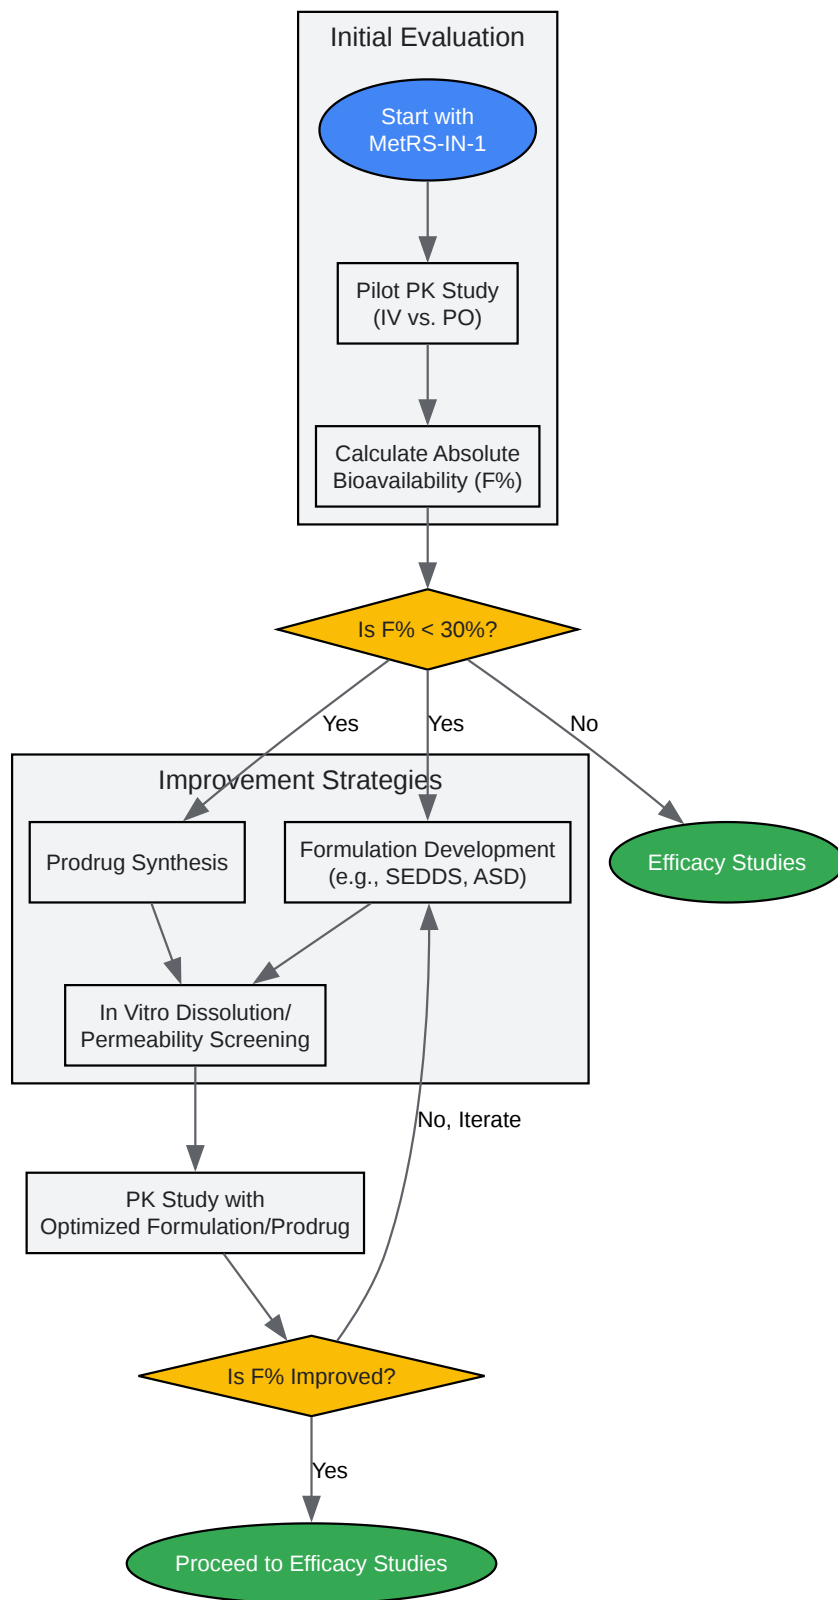 Initial Evaluation
Start with
MetRS-IN-1
Pilot PK Study
(IV vs. PO)
Calculate Absolute
Bioavailability (F%)
Is F% < 30%?
Yes
Yes
No
Improvement Strategies
Prodrug Synthesis
Formulation Development
(e.g., SEDDS, ASD)
Efficacy Studies
In Vitro Dissolution/
Permeability Screening
No, Iterate
PK Study with
Optimized Formulation/Prodrug
Is F% Improved?
Yes
Proceed to Efficacy Studies